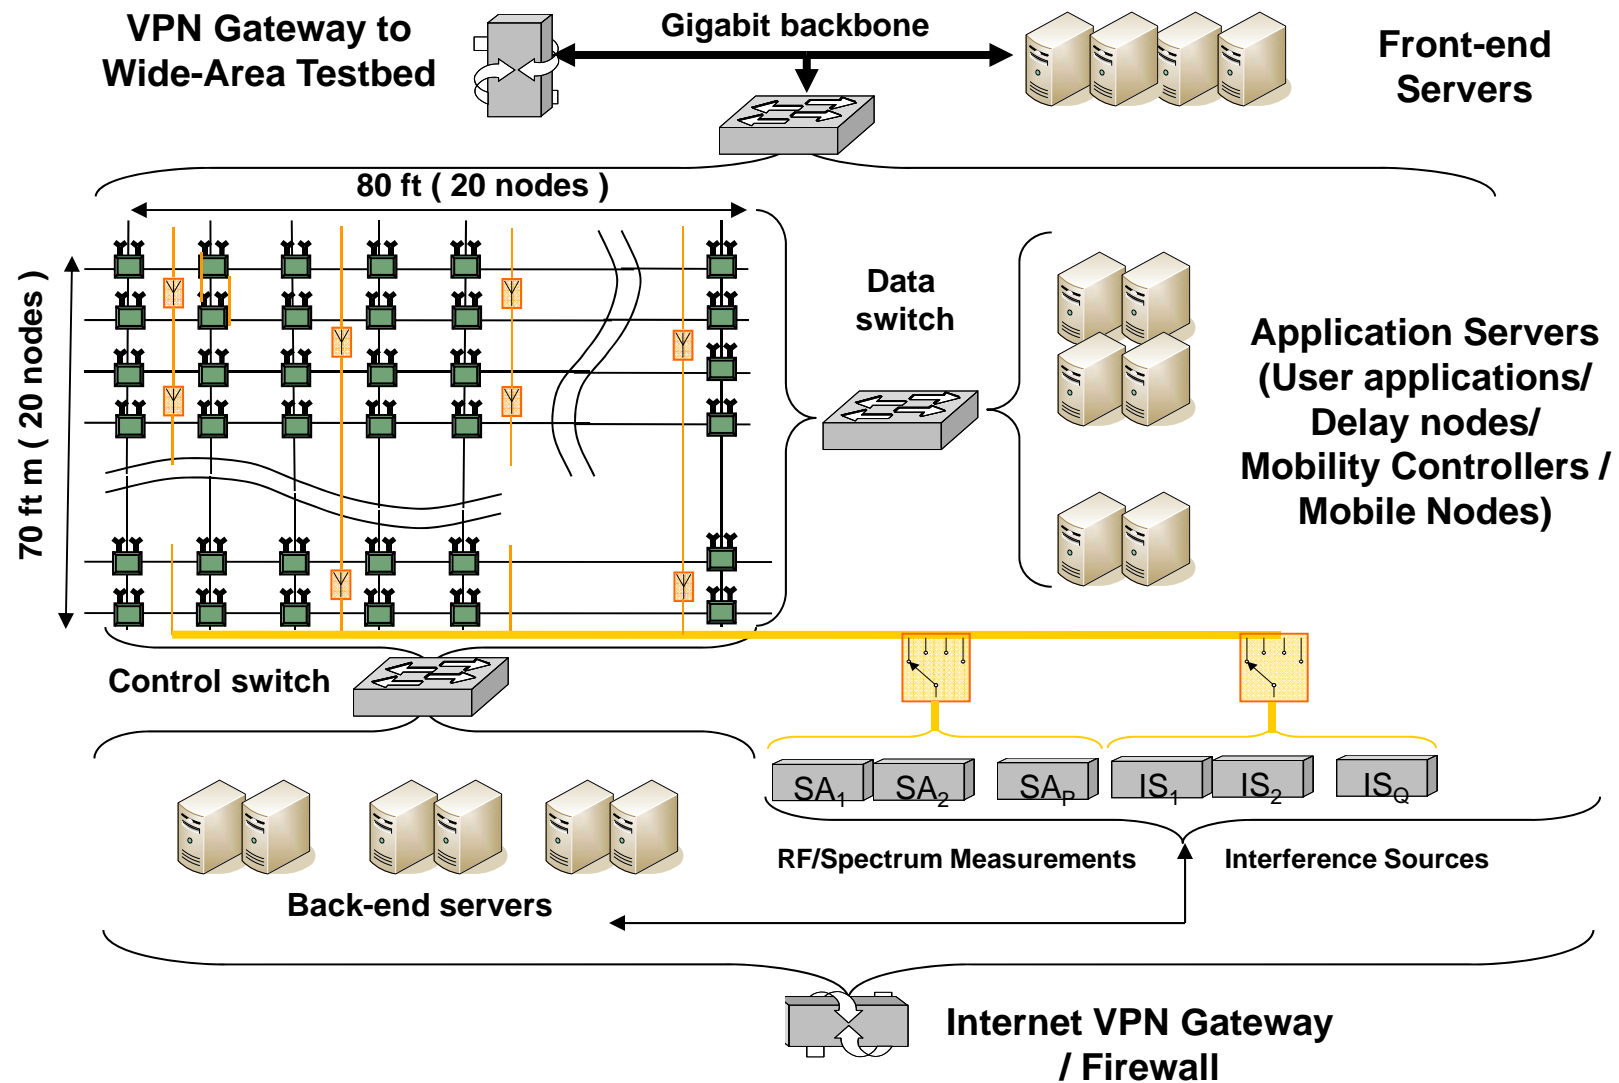 VPN Gateway to
Wide-Area Testbed
Gigabit backbone
Front-end
Servers
80 ft ( 20 nodes )
70 ft m ( 20 nodes )
Data
switch
Application Servers
(User applications/
Delay nodes/
Mobility Controllers /
Mobile Nodes)
Control switch
SA1 SA2 SAP IS1 IS2 ISQ
RF/Spectrum Measurements
Interference Sources
Back-end servers
Internet VPN Gateway
/ Firewall